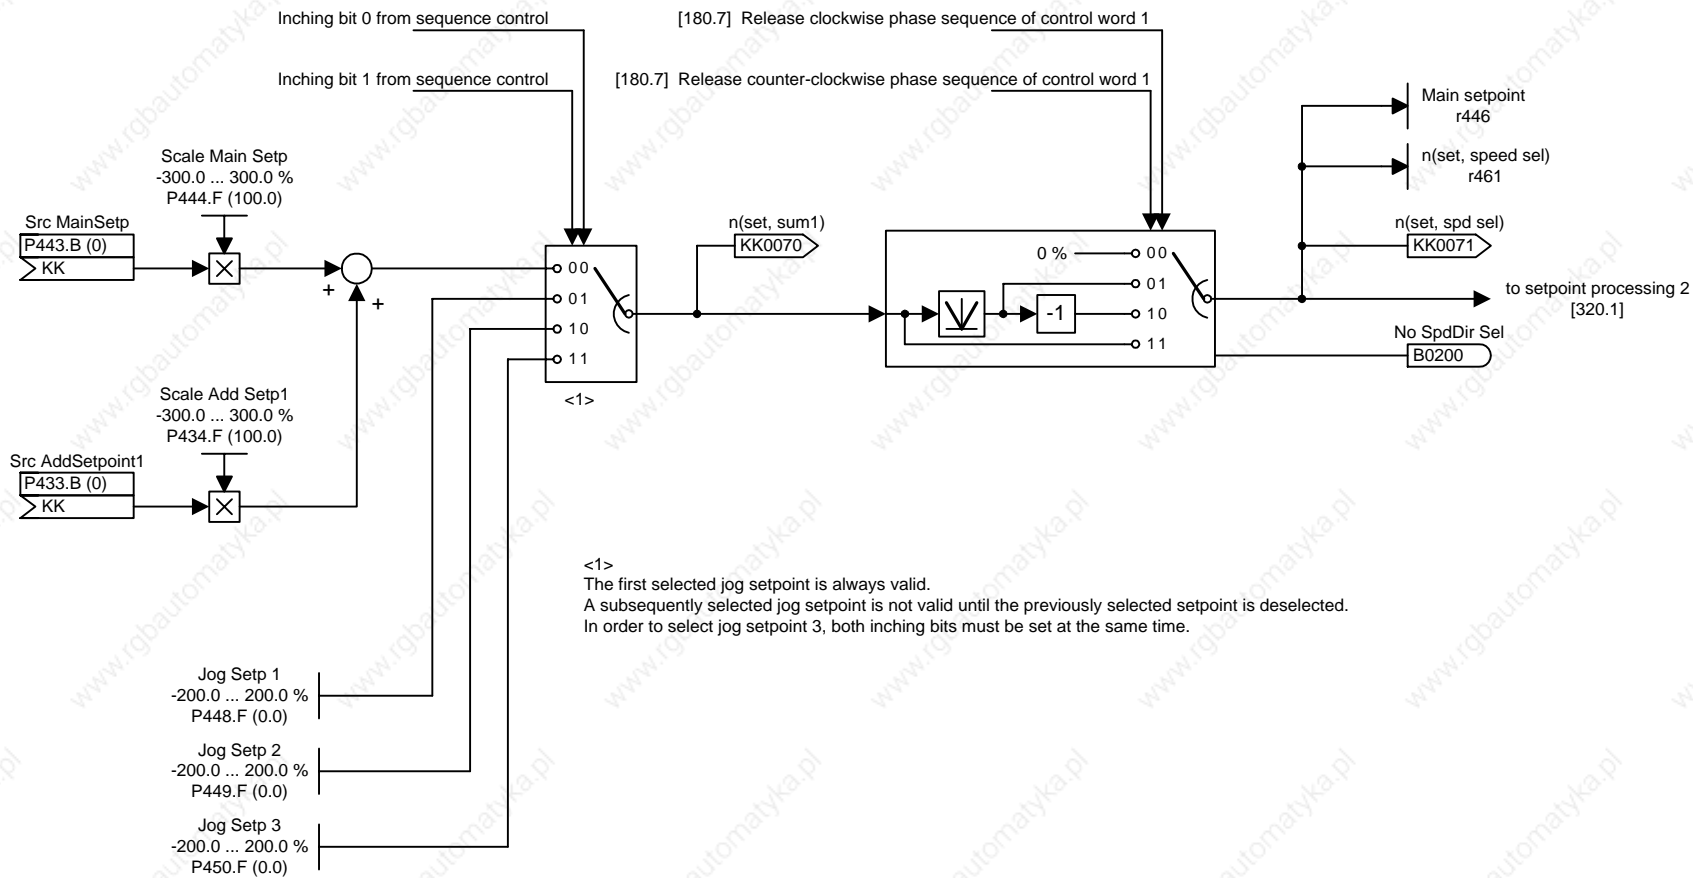 Inching bit 0 from sequence control
[180.7] Release clockwise phase sequence of control word 1
Inching bit 1 from sequence control
[180.7] Release counter-clockwise phase sequence of control word 1
Main setpoint
r446
n(set, speed sel)
r461
Scale Main Setp
-300.0 ... 300.0 %
P444.F (100.0)
Src MainSetp
P443.B (0)
KK
+
+
n(set, sum1)
KK0070
n(set, spd sel)
KK0071
0 %
00
01
10
11
00
01
10
11
-1
to setpoint processing 2
[320.1]
No SpdDir Sel
B0200
<1>
Scale Add Setp1
-300.0 ... 300.0 %
P434.F (100.0)
Src AddSetpoint1
P433.B (0)
KK
<1>
The first selected jog setpoint is always valid.
A subsequently selected jog setpoint is not valid until the previously selected setpoint is deselected.
In order to select jog setpoint 3, both inching bits must be set at the same time.
Jog Setp 1
-200.0 ... 200.0 %
P448.F (0.0)
Jog Setp 2
-200.0 ... 200.0 %
P449.F (0.0)
Jog Setp 3
-200.0 ... 200.0 %
P450.F (0.0)
www.rgbautomatyka.pl